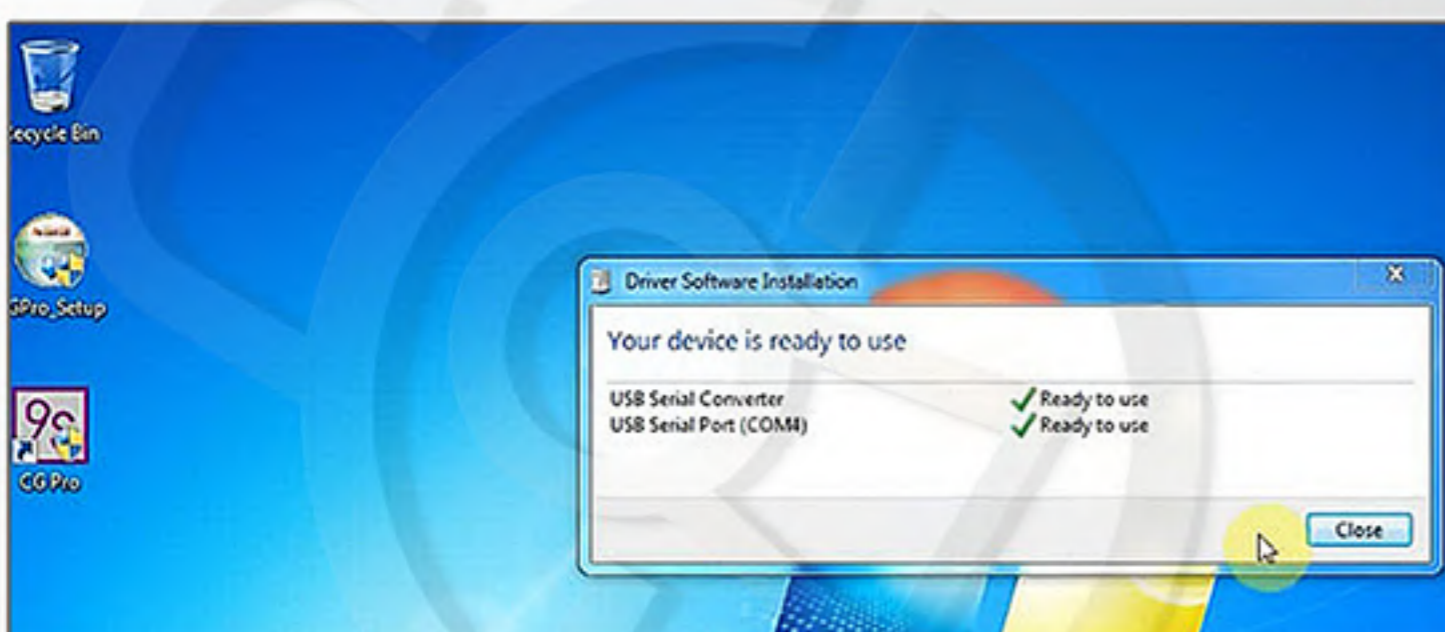 ecycle Bin
GPro_Setup
CG Pro
Driver Software Installation
Your device is ready to use
USB Serial Converter Ready to use
USB Serial Port (COM4) Ready to use
Close